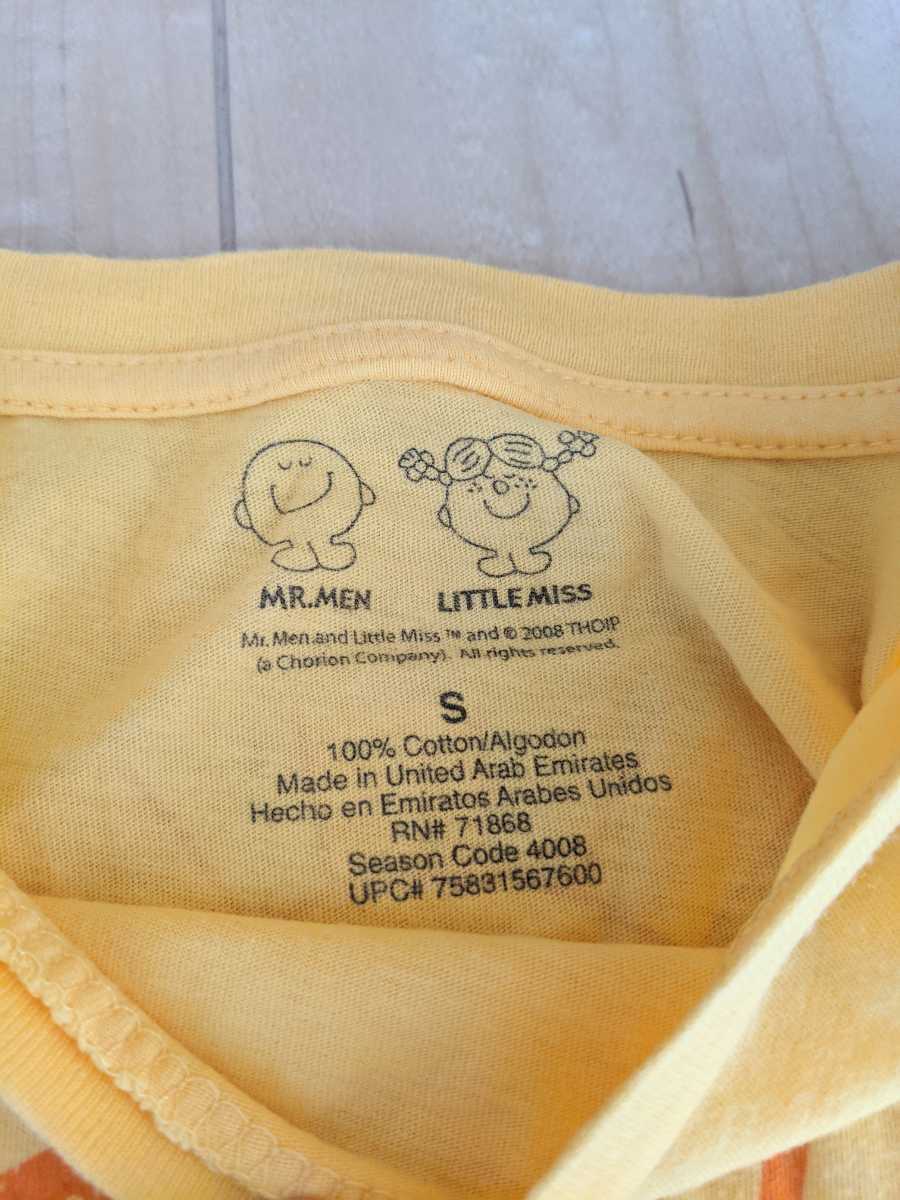 MR.MEN LITTLE MISS
Mr. Men and Little Miss ™ and © 2008 THOIP
(a Chorion Company). All rights reserved.
S
100% Cotton/Algodon
Made in United Arab Emirates
Hecho en Emiratos Arabes Unidos
RN# 71868
Season Code 4008
UPC# 75831567600